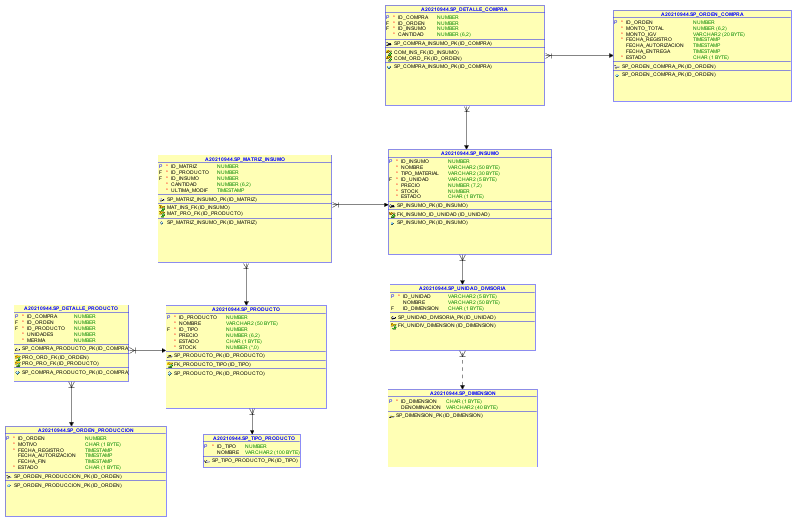 A20210944.SP_DETALLE_COMPRA
P * ID_COMPRA NUMBER
F * ID_ORDEN NUMBER
F * ID_INSUMO NUMBER
* CANTIDAD NUMBER (6,2)
SP_COMPRA_INSUMO_PK (ID_COMPRA)
COM_INS_FK (ID_INSUMO)
COM_ORD_FK (ID_ORDEN)
SP_COMPRA_INSUMO_PK (ID_COMPRA)
A20210944.SP_ORDEN_COMPRA
P * ID_ORDEN NUMBER
* MONTO_TOTAL NUMBER (6,2)
* MONTO_IGV VARCHAR2 (20 BYTE)
* FECHA_REGISTRO TIMESTAMP
FECHA_AUTORIZACION TIMESTAMP
FECHA_ENTREGA TIMESTAMP
* ESTADO CHAR (1 BYTE)
SP_ORDEN_COMPRA_PK (ID_ORDEN)
SP_ORDEN_COMPRA_PK (ID_ORDEN)
A20210944.SP_MATRIZ_INSUMO
P * ID_MATRIZ NUMBER
F * ID_PRODUCTO NUMBER
F * ID_INSUMO NUMBER
* CANTIDAD NUMBER (6,2)
* ULTIMA_MODIF TIMESTAMP
SP_MATRIZ_INSUMO_PK (ID_MATRIZ)
MAT_INS_FK (ID_INSUMO)
MAT_PRO_FK (ID_PRODUCTO)
SP_MATRIZ_INSUMO_PK (ID_MATRIZ)
A20210944.SP_INSUMO
P * ID_INSUMO NUMBER
* NOMBRE VARCHAR2 (50 BYTE)
* TIPO_MATERIAL VARCHAR2 (30 BYTE)
F * ID_UNIDAD VARCHAR2 (5 BYTE)
* PRECIO NUMBER (7,2)
* STOCK NUMBER
* ESTADO CHAR (1 BYTE)
SP_INSUMO_PK (ID_INSUMO)
FK_INSUMO_ID_UNIDAD (ID_UNIDAD)
SP_INSUMO_PK (ID_INSUMO)
A20210944.SP_UNIDAD_DIVISORIA
P * ID_UNIDAD VARCHAR2 (5 BYTE)
NOMBRE VARCHAR2 (50 BYTE)
F ID_DIMENSION CHAR (1 BYTE)
SP_UNIDAD_DIVISORIA_PK (ID_UNIDAD)
FK_UNIDIV_DIMENSION (ID_DIMENSION)
A20210944.SP_DETALLE_PRODUCTO
P * ID_COMPRA NUMBER
F * ID_ORDEN NUMBER
F * ID_PRODUCTO NUMBER
* UNIDADES NUMBER
* MERMA NUMBER
SP_COMPRA_PRODUCTO_PK (ID_COMPRA
PRO_ORD_FK (ID_ORDEN)
PRO_PRO_FK (ID_PRODUCTO)
SP_COMPRA_PRODUCTO_PK (ID_COMPRA
A20210944.SP_PRODUCTO
P * ID_PRODUCTO NUMBER
* NOMBRE VARCHAR2 (50 BYTE)
F * ID_TIPO NUMBER
* PRECIO NUMBER (6,2)
* ESTADO CHAR (1 BYTE)
* STOCK NUMBER (*,0)
SP_PRODUCTO_PK (ID_PRODUCTO)
FK_PRODUCTO_TIPO (ID_TIPO)
SP_PRODUCTO_PK (ID_PRODUCTO)
A20210944.SP_DIMENSION
P * ID_DIMENSION CHAR (1 BYTE)
DENOMINACION VARCHAR2 (40 BYTE)
SP_DIMENSION_PK (ID_DIMENSION)
A20210944.SP_ORDEN_PRODUCCION
P * ID_ORDEN NUMBER
* MOTIVO CHAR (1 BYTE)
* FECHA_REGISTRO TIMESTAMP
FECHA_AUTORIZACION TIMESTAMP
FECHA_FIN TIMESTAMP
* ESTADO CHAR (1 BYTE)
SP_ORDEN_PRODUCCION_PK (ID_ORDEN)
SP_ORDEN_PRODUCCION_PK (ID_ORDEN)
A20210944.SP_TIPO_PRODUCTO
P * ID_TIPO NUMBER
NOMBRE VARCHAR2 (100 BYTE)
SP_TIPO_PRODUCTO_PK (ID_TIPO)